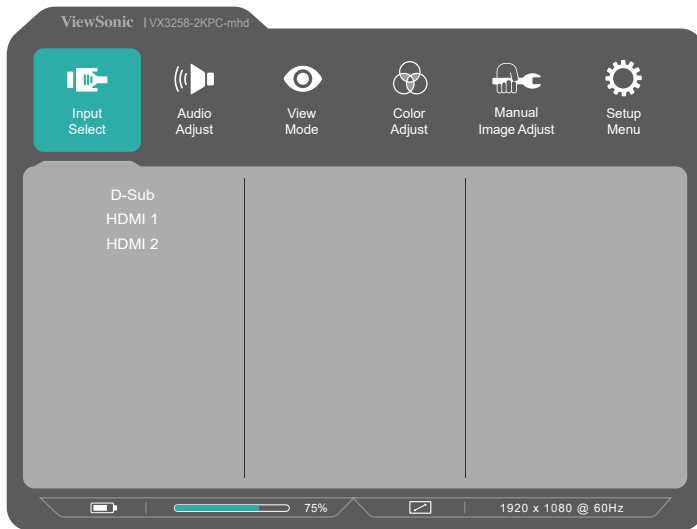 ViewSonic | VX3258-2KPC-mhd
Input
Select
Audio
Adjust
View
Mode
Color
Adjust
Manual
Image Adjust
Setup
Menu
D-Sub
HDMI 1
HDMI 2
75%
1920 x 1080 @ 60Hz